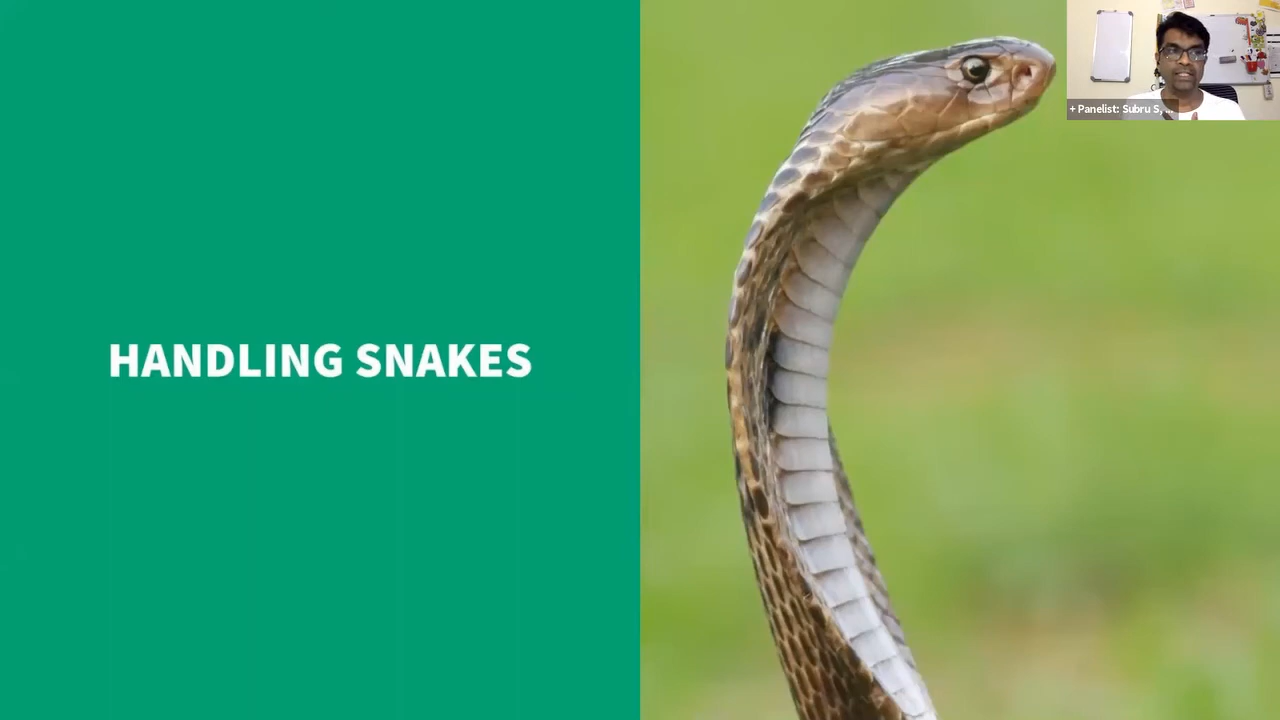 HANDLING SNAKES
+ Panelist: Subru S, ...